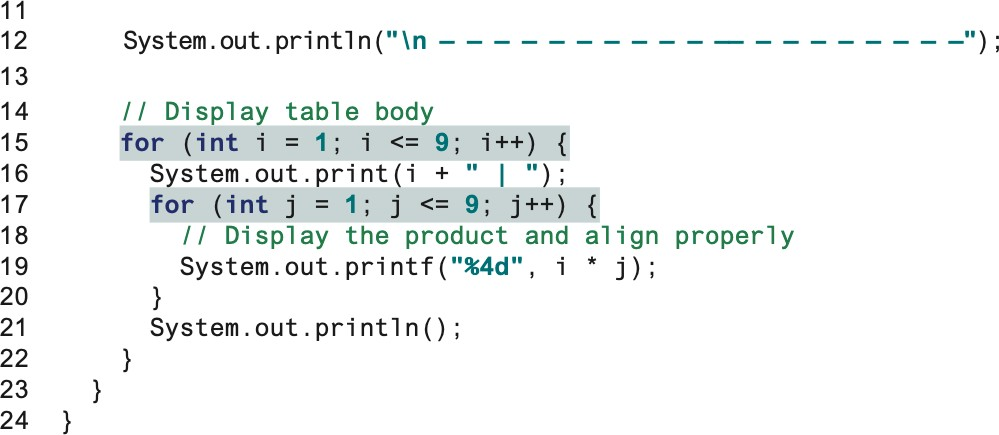 11
12 System.out.println("\n — — — — — — — — — — — — — — — — — — — —");
13
14 // Display table body
15 for (int i = 1; i <= 9; i++) {
16 System.out.print(i + " | ");
17 for (int j = 1; j <= 9; j++) {
18 // Display the product and align properly
19 System.out.printf("%4d", i * j);
20 }
21 System.out.println();
22 }
23 }
24 }